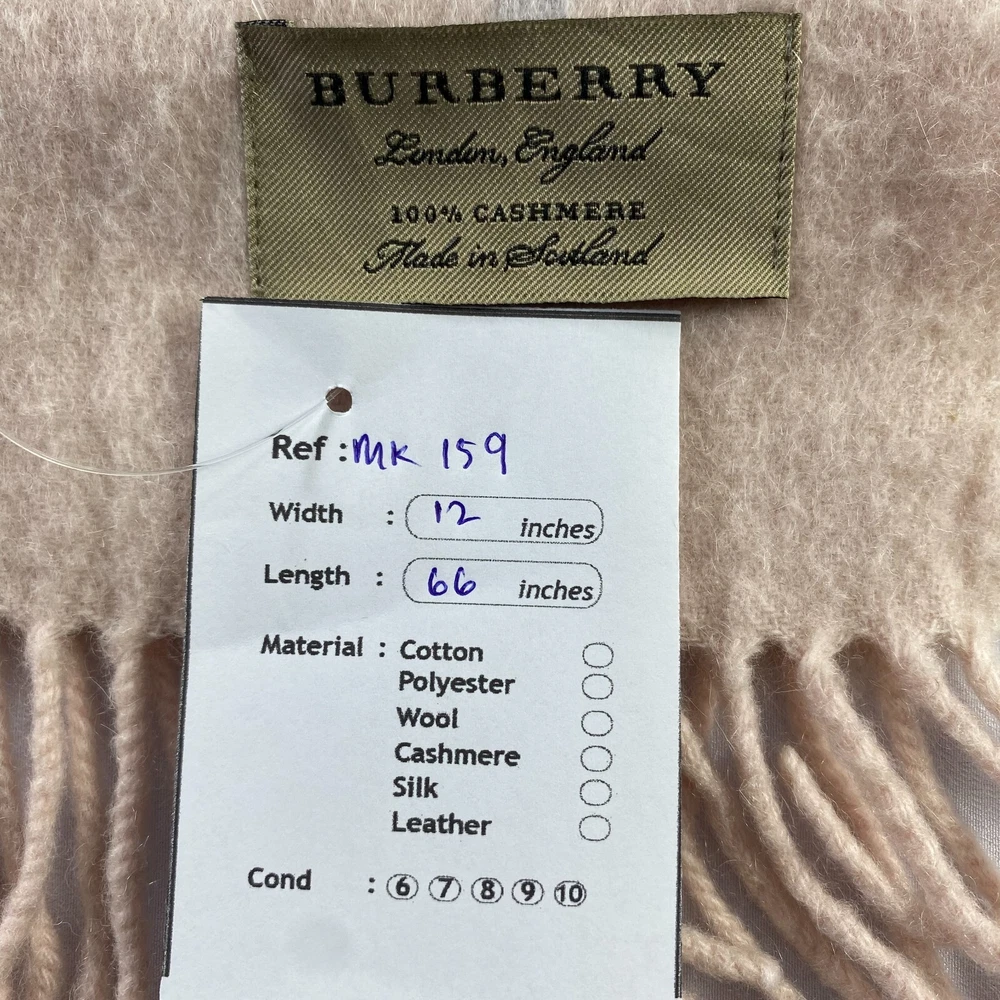 BURBERRY
London, England
100% CASHMERE
Made in Scotland
Ref : MK 159
Width : 12 inches
Length : 66 inches
Material : Cotton
Polyester
Wool
Cashmere
Silk
Leather
Cond : 6 7 8 9 10